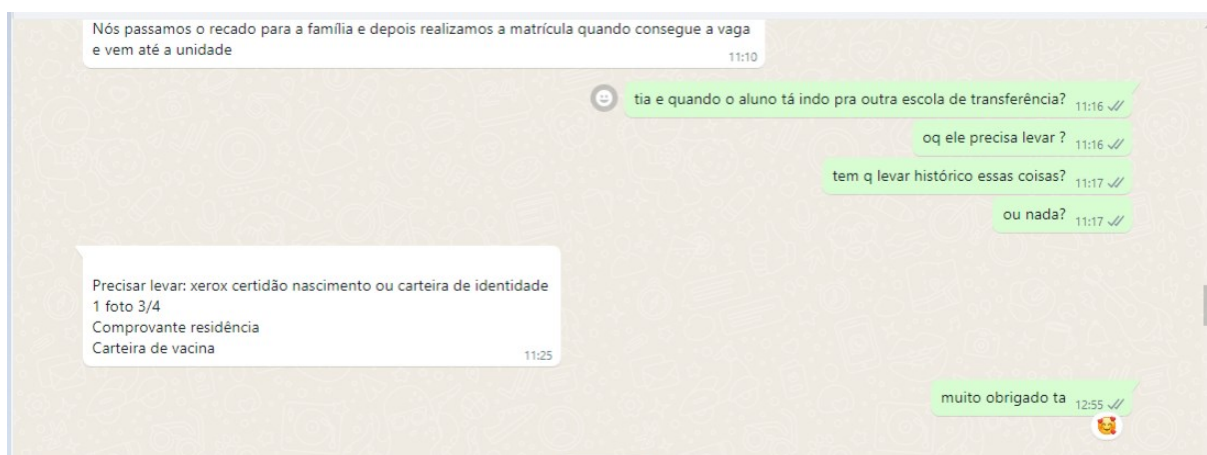 Nós passamos o recado para a família e depois realizamos a matrícula quando consegue a vaga
e vem até a unidade
11:10
tia e quando o aluno tá indo pra outra escola de transferência? 11:16
oq ele precisa levar ? 11:16
tem q levar histórico essas coisas? 11:17
ou nada? 11:17
Precisar levar: xerox certidão nascimento ou carteira de identidade
1 foto 3/4
Comprovante residência
Carteira de vacina
11:25
muito obrigado ta 12:55